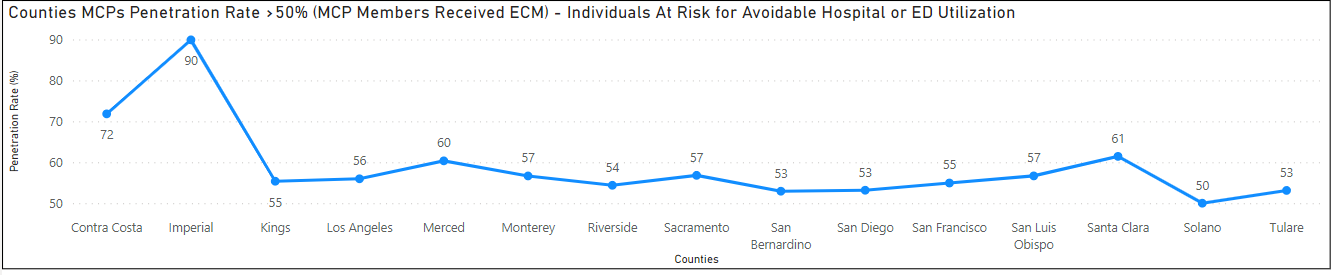 Counties MCPs Penetration Rate >50% (MCP Members Received ECM) - Individuals At Risk for Avoidable Hospital or ED Utilization
Penetration Rate (%)
90
80
70
60
50
72
90
55
56
60
57
54
57
53
53
55
57
61
50
53
Contra Costa
Imperial
Kings
Los Angeles
Merced
Monterey
Riverside
Sacramento
San
Bernardino
San Diego
San Francisco
San Luis
Obispo
Santa Clara
Solano
Tulare
Counties